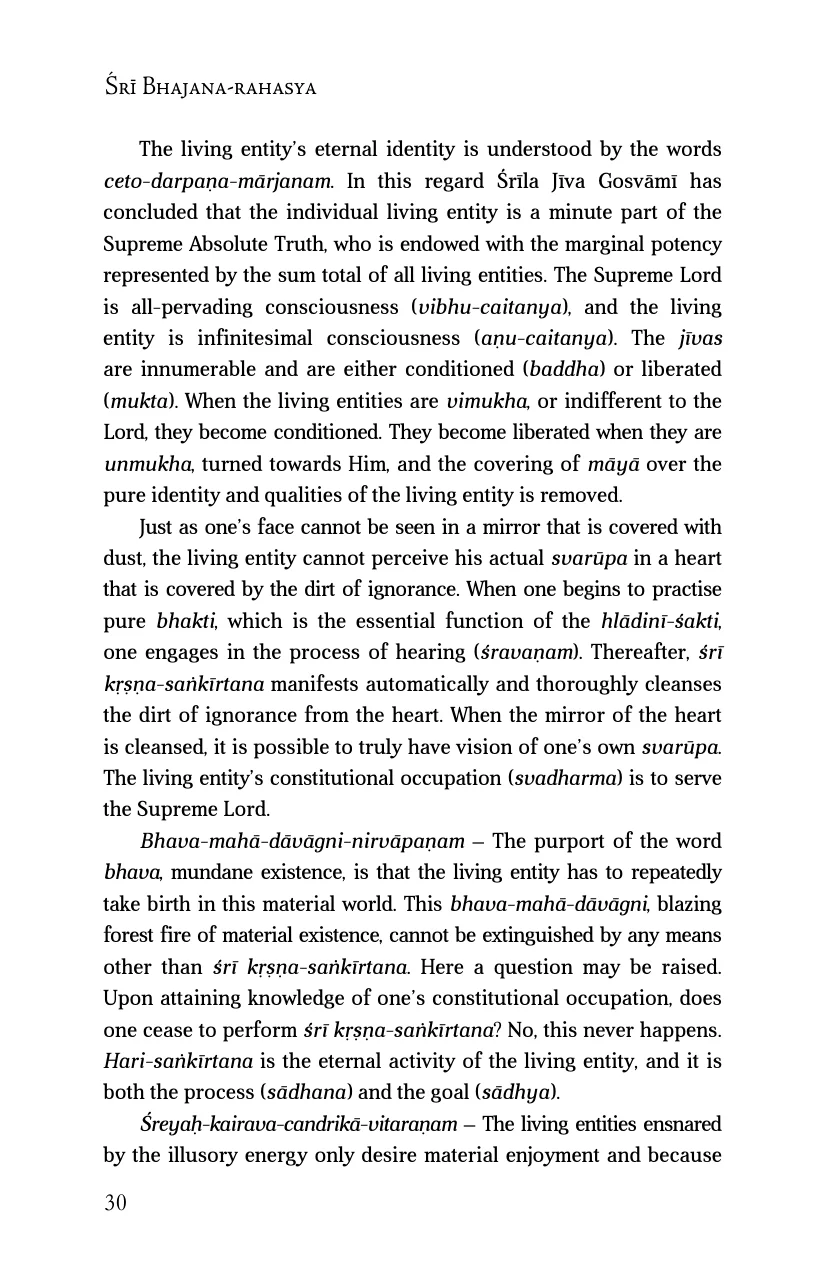 Śrī Bhajana-rahasya
The living entity’s eternal identity is understood by the words
ceto-darpaṇa-mārjanam. In this regard Śrīla Jīva Gosvāmī has
concluded that the individual living entity is a minute part of the
Supreme Absolute Truth, who is endowed with the marginal potency
represented by the sum total of all living entities. The Supreme Lord
is all-pervading consciousness (vibhu-caitanya), and the living
entity is infinitesimal consciousness (aṇu-caitanya). The jīvas
are innumerable and are either conditioned (baddha) or liberated
(mukta). When the living entities are vimukha, or indifferent to the
Lord, they become conditioned. They become liberated when they are
unmukha, turned towards Him, and the covering of māyā over the
pure identity and qualities of the living entity is removed.
Just as one’s face cannot be seen in a mirror that is covered with
dust, the living entity cannot perceive his actual svarūpa in a heart
that is covered by the dirt of ignorance. When one begins to practise
pure bhakti, which is the essential function of the hlādinī-śakti,
one engages in the process of hearing (śravaṇam). Thereafter, śrī
kṛṣṇa-saṅkīrtana manifests automatically and thoroughly cleanses
the dirt of ignorance from the heart. When the mirror of the heart
is cleansed, it is possible to truly have vision of one’s own svarūpa.
The living entity’s constitutional occupation (svadharma) is to serve
the Supreme Lord.
Bhava-mahā-dāvāgni-nirvāpaṇam – The purport of the word
bhava, mundane existence, is that the living entity has to repeatedly
take birth in this material world. This bhava-mahā-dāvāgni, blazing
forest fire of material existence, cannot be extinguished by any means
other than śrī kṛṣṇa-saṅkīrtana. Here a question may be raised.
Upon attaining knowledge of one’s constitutional occupation, does
one cease to perform śrī kṛṣṇa-saṅkīrtana? No, this never happens.
Hari-saṅkīrtana is the eternal activity of the living entity, and it is
both the process (sādhana) and the goal (sādhya).
Śreyaḥ-kairava-candrikā-vitaraṇam – The living entities ensnared
by the illusory energy only desire material enjoyment and because
30